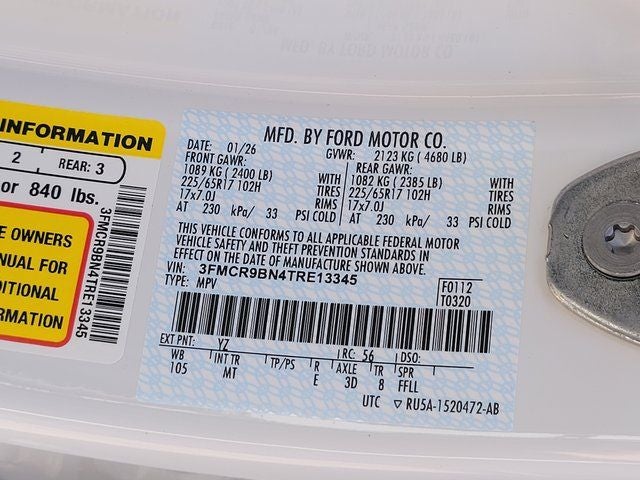 INFORMATION
2 REAR: 3
or 840 lbs.
E OWNERS
NUAL FOR
DITIONAL
RMATION
3FMCR9BN4TRE13345
MFD. BY FORD MOTOR CO.
DATE: 01/26 GVWR: 2123 KG ( 4680 LB)
FRONT GAWR: REAR GAWR:
1089 KG ( 2400 LB) WITH 1082 KG ( 2385 LB) WITH
225/65R17 102H TIRES 225/65R17 102H TIRES
17x7.0J RIMS 17x7.0J RIMS
AT 230 kPa/ 33 PSI COLD AT 230 kPa/ 33 PSI COLD
THIS VEHICLE CONFORMS TO ALL APPLICABLE FEDERAL MOTOR
VEHICLE SAFETY AND THEFT PREVENTION STANDARDS IN
EFFECT ON THE DATE OF MANUFACTURE SHOWN ABOVE.
VIN: 3FMCR9BN4TRE13345 F0112
TYPE: MPV T0320
EXT PNT: YZ RC: 56 DSO:
WB INT TR TP/PS R AXLE TR SPR
105 MT E 3D 8 FFLL
UTC ▽ RU5A-1520472-AB